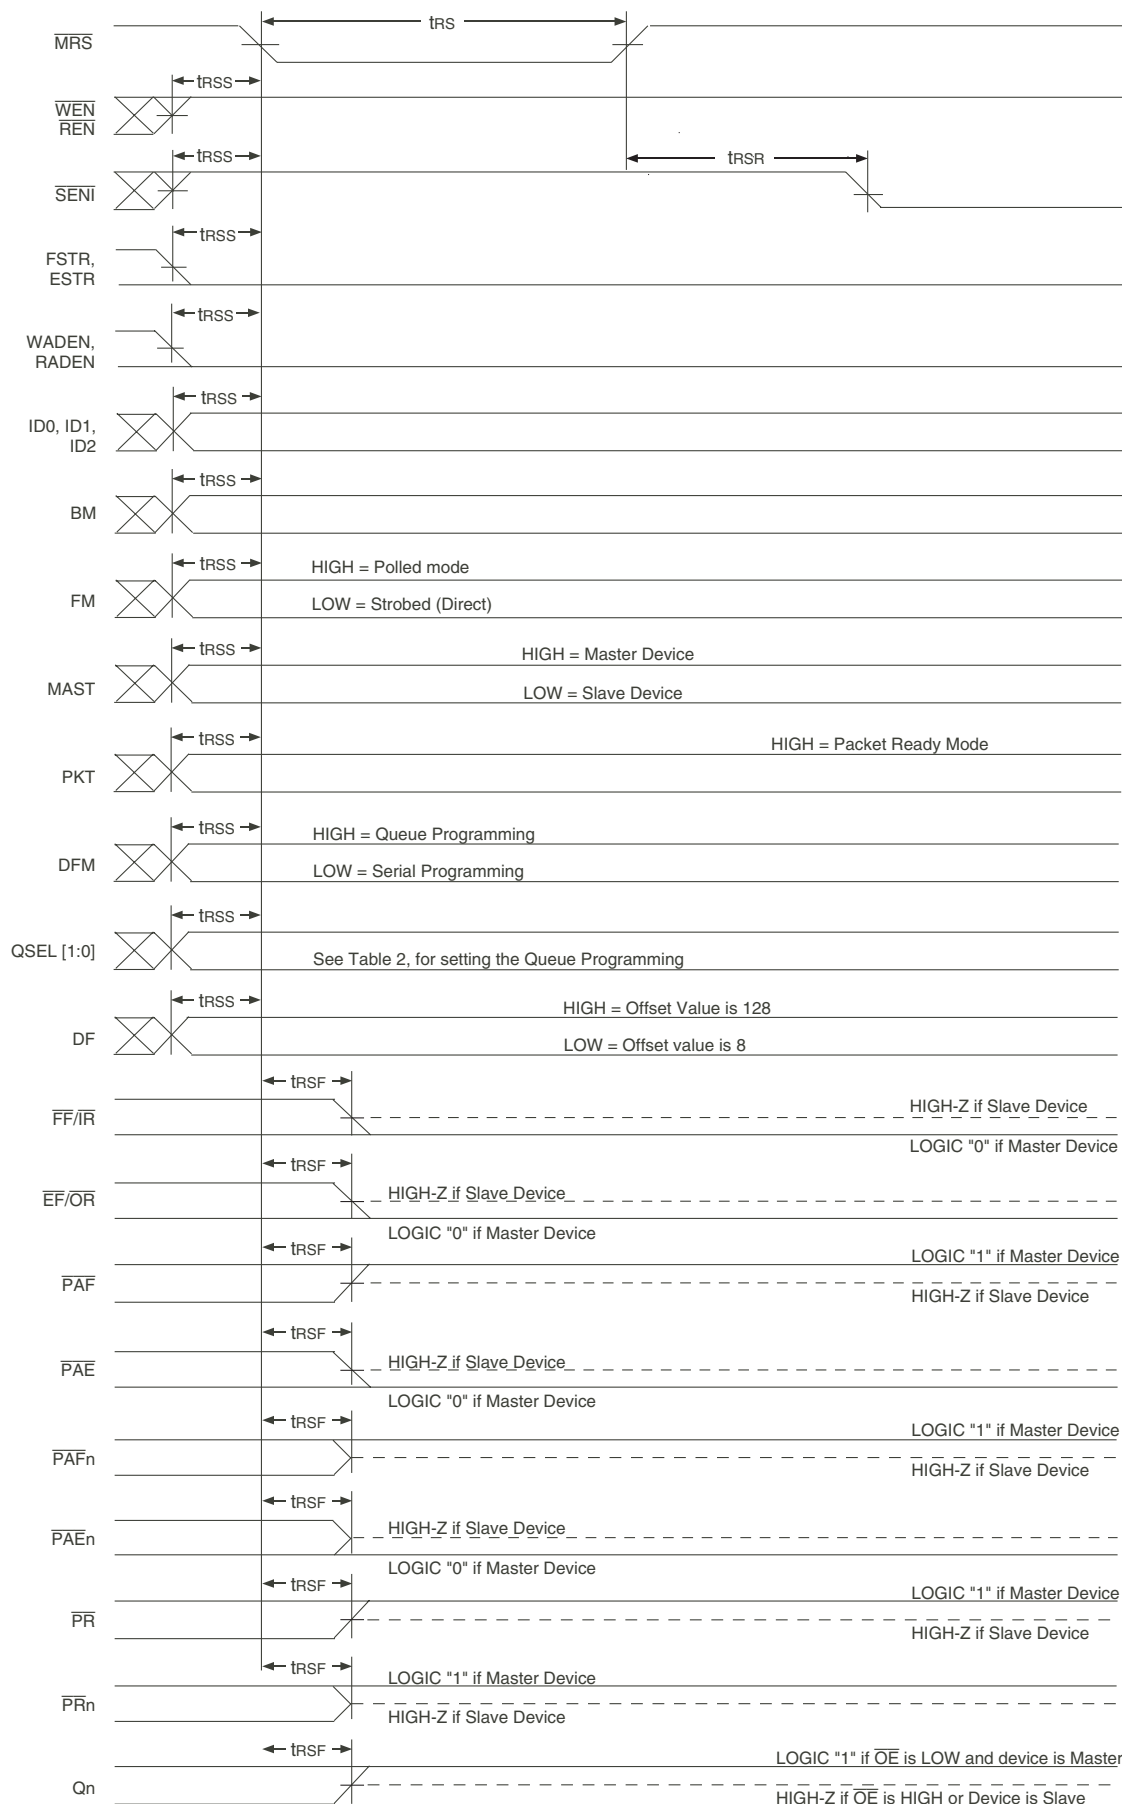 tRS
MRS
tRSS
WEN
REN
tRSS
tRSR
SENI
tRSS
FSTR,
ESTR
tRSS
WADEN,
RADEN
tRSS
ID0, ID1,
ID2
tRSS
BM
tRSS
HIGH = Polled mode
FM
LOW = Strobed (Direct)
tRSS
HIGH = Master Device
MAST
LOW = Slave Device
tRSS
HIGH = Packet Ready Mode
PKT
tRSS
HIGH = Queue Programming
DFM
LOW = Serial Programming
tRSS
QSEL [1:0]
See Table 2, for setting the Queue Programming
tRSS
HIGH = Offset Value is 128
DF
LOW = Offset value is 8
tRSF
HIGH-Z if Slave Device
FF/IR
LOGIC "0" if Master Device
tRSF
HIGH-Z if Slave Device
EF/OR
LOGIC "0" if Master Device
tRSF
LOGIC "1" if Master Device
PAF
HIGH-Z if Slave Device
tRSF
HIGH-Z if Slave Device
PAE
LOGIC "0" if Master Device
tRSF
LOGIC "1" if Master Device
PAFn
HIGH-Z if Slave Device
tRSF
HIGH-Z if Slave Device
PAEn
LOGIC "0" if Master Device
tRSF
LOGIC "1" if Master Device
PR
HIGH-Z if Slave Device
tRSF
LOGIC "1" if Master Device
PRn
HIGH-Z if Slave Device
tRSF
LOGIC "1" if OE is LOW and device is Master
Qn
HIGH-Z if OE is HIGH or Device is Slave